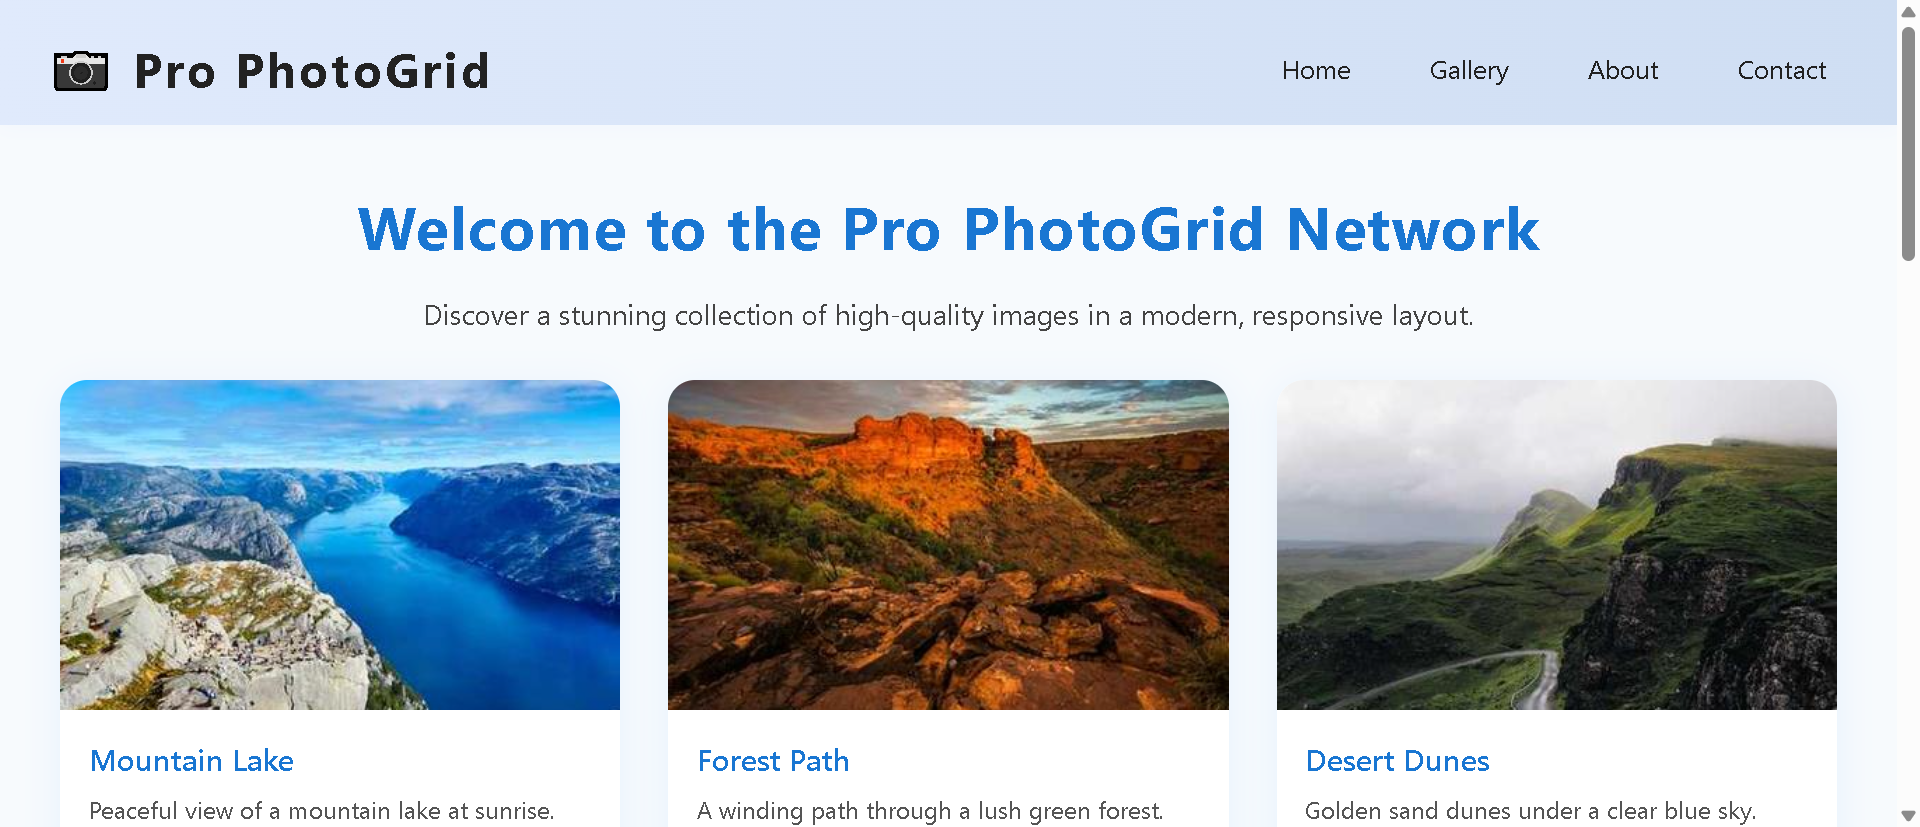 Pro PhotoGrid
Home
Gallery
About
Contact
Welcome to the Pro PhotoGrid Network
Discover a stunning collection of high-quality images in a modern, responsive layout.
Mountain Lake
Peaceful view of a mountain lake at sunrise.
Forest Path
A winding path through a lush green forest.
Desert Dunes
Golden sand dunes under a clear blue sky.